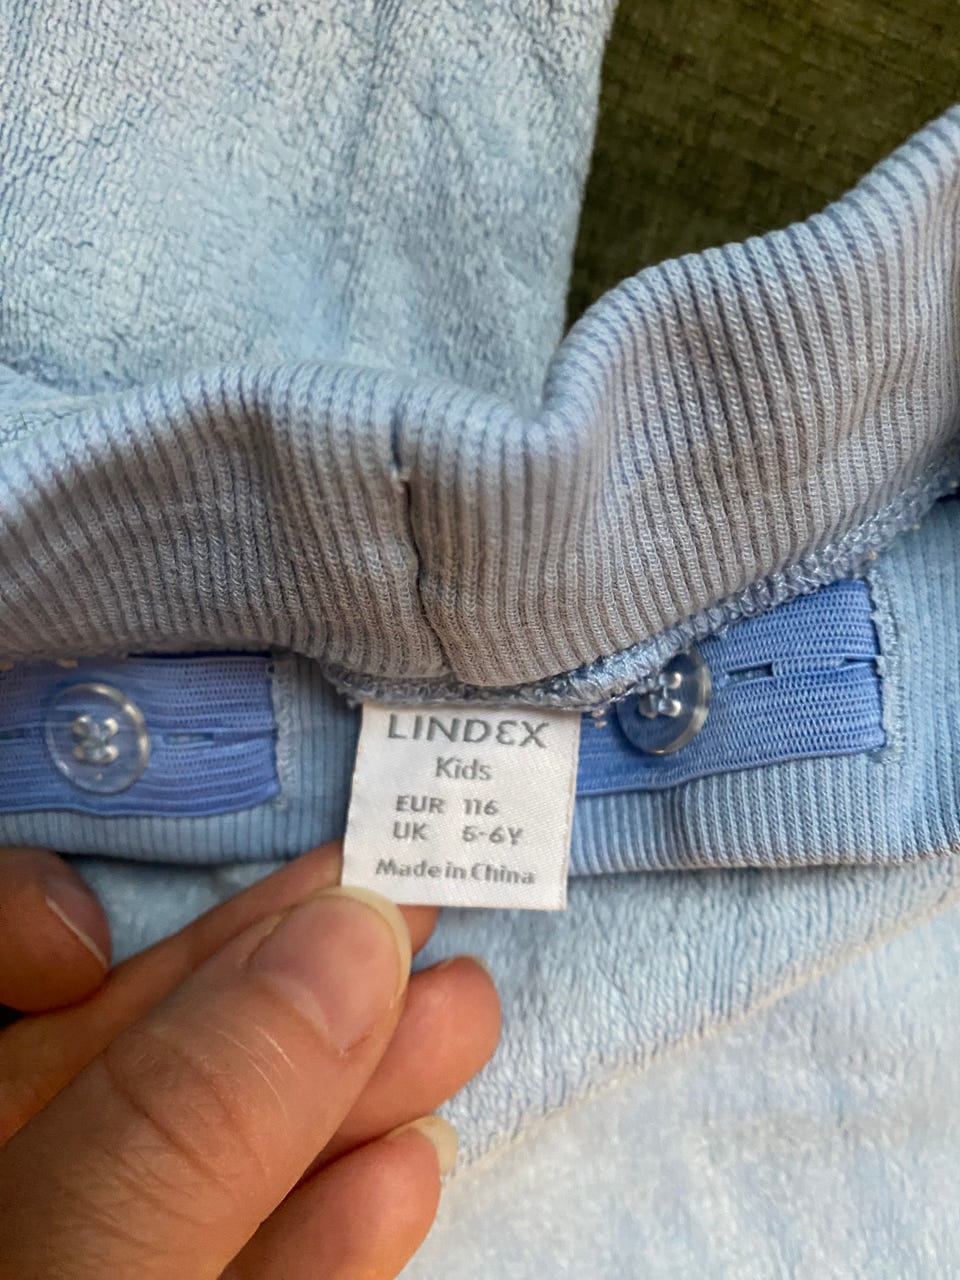 LINDEX
Kids
EUR 116
UK 5-6Y
Made in China